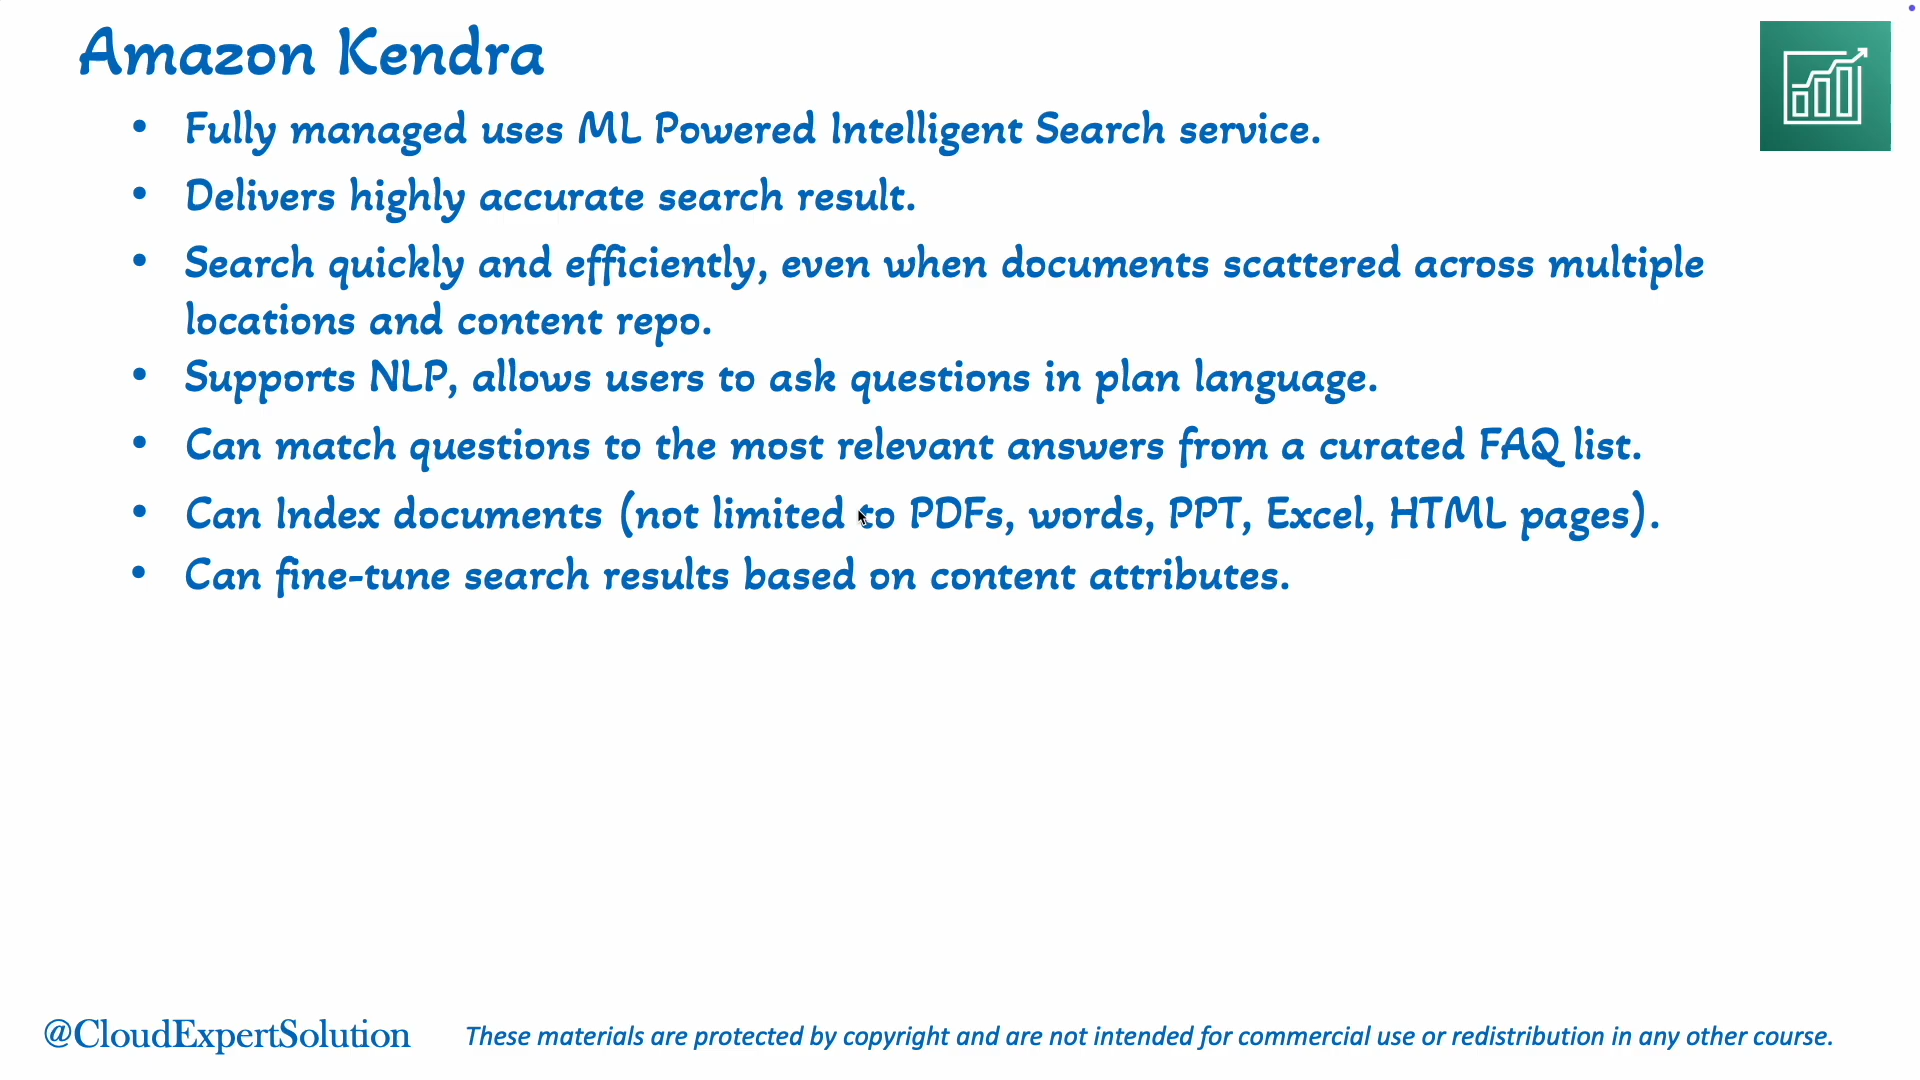 Amazon Kendra
• Fully managed uses ML Powered Intelligent Search service.
• Delivers highly accurate search result.
• Search quickly and efficiently, even when documents scattered across multiple
locations and content repo.
• Supports NLP, allows users to ask questions in plan language.
• Can match questions to the most relevant answers from a curated FAQ list.
• Can Index documents (not limited to PDFs, words, PPT, Excel, HTML pages).
• Can fine-tune search results based on content attributes.
@CloudExpertSolution These materials are protected by copyright and are not intended for commercial use or redistribution in any other course.